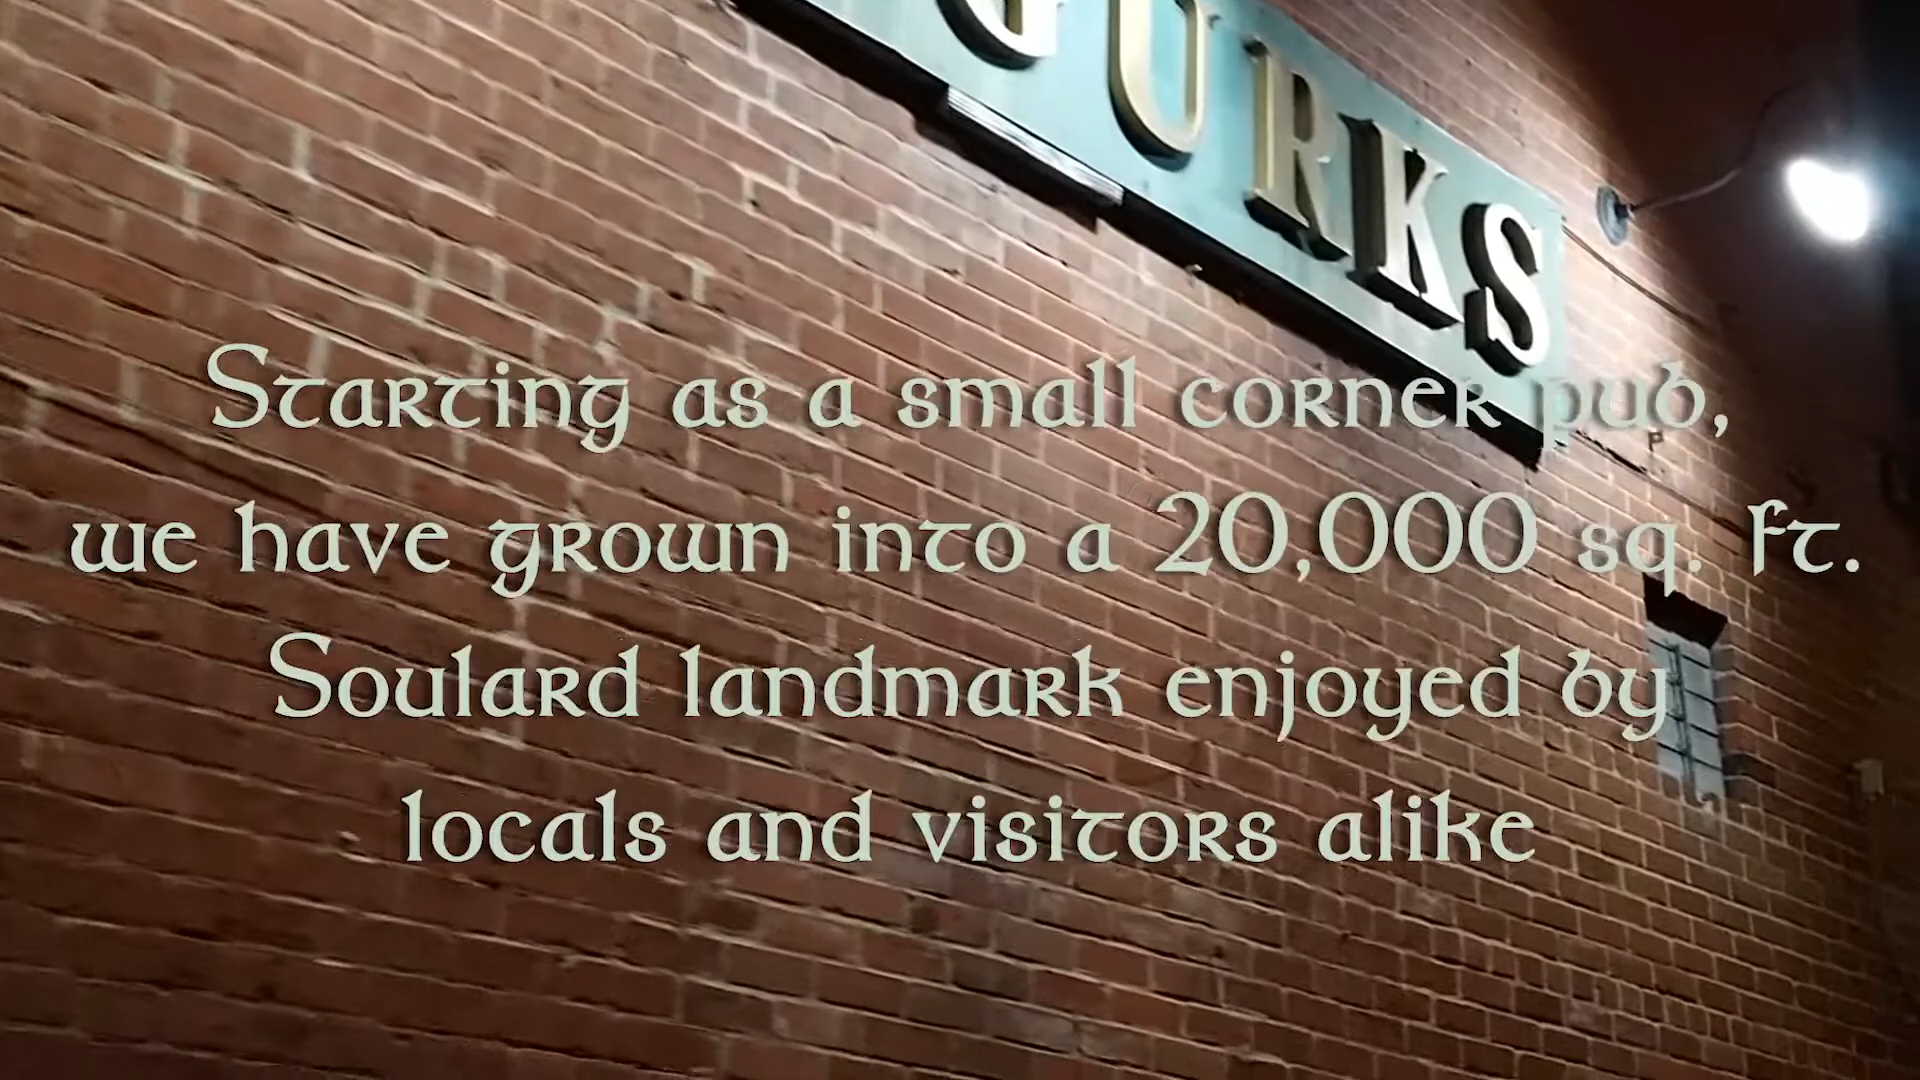 GURKS
Starting as a small corner pub,
we have grown into a 20,000 sq. ft.
Soulard landmark enjoyed by
locals and visitors alike